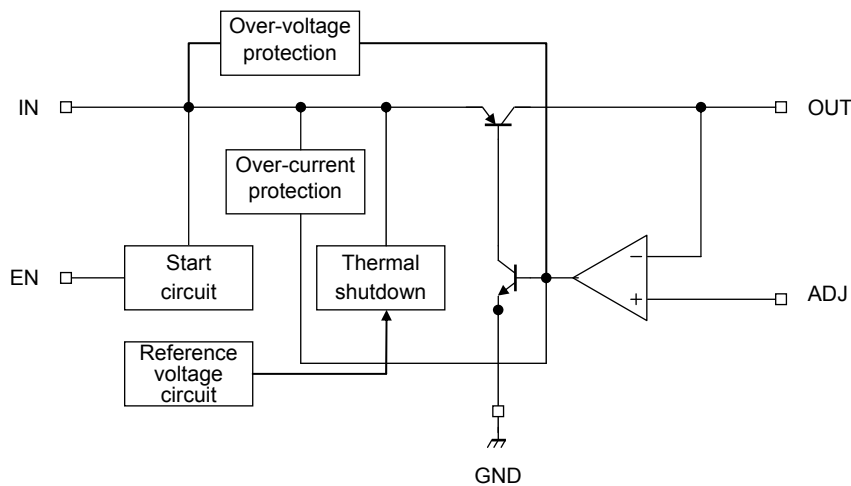 Over-voltage
protection
IN
OUT
Over-current
protection
EN
Start
circuit
Thermal
shutdown
−
+
ADJ
Reference
voltage
circuit
GND